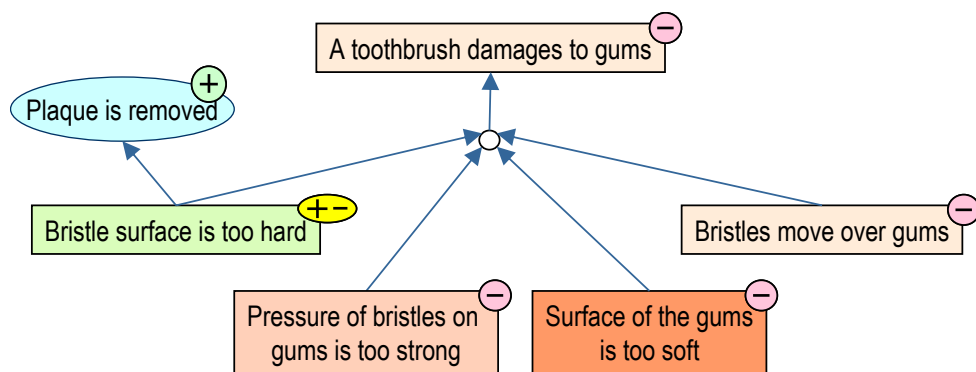 A toothbrush damages to gums
−
Plaque is removed
+
Bristle surface is too hard
+ −
Bristles move over gums
−
Pressure of bristles on
gums is too strong
−
Surface of the gums
is too soft
−